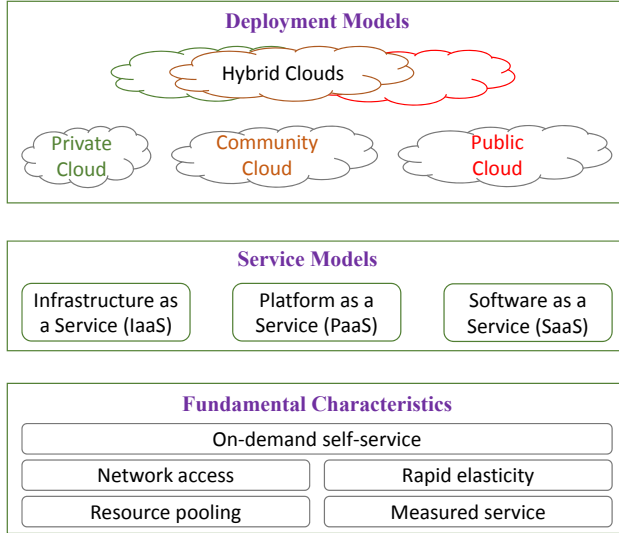 Deployment Models
Hybrid Clouds
Private
Cloud
Community
Cloud
Public
Cloud
Service Models
Infrastructure as
a Service (IaaS)
Platform as a
Service (PaaS)
Software as a
Service (SaaS)
Fundamental Characteristics
On-demand self-service
Network access
Rapid elasticity
Resource pooling
Measured service